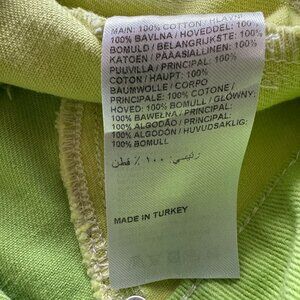 MAIN: 100% COTTON / HLAVNÍ:
100% BAVLNA / HOVEDDEL: 100%
BOMULD / BELANGRIJKSTE: 100%
KATOEN / PÄÄASIALLINEN: 100%
PUUVILLA / PRINCIPAL: 100%
COTON / HAUPT: 100%
BAUMWOLLE / CORPO
PRINCIPALE: 100% COTONE /
HOVED: 100% BOMULL / GŁÓWNY:
100% BAWEŁNA / PRINCIPAL:
100% ALGODÃO / PRINCIPAL:
100% ALGODÓN / HUVUDSAKLIG:
100% BOMULL
رئيسي: ١٠٠ ٪ قطن
MADE IN TURKEY